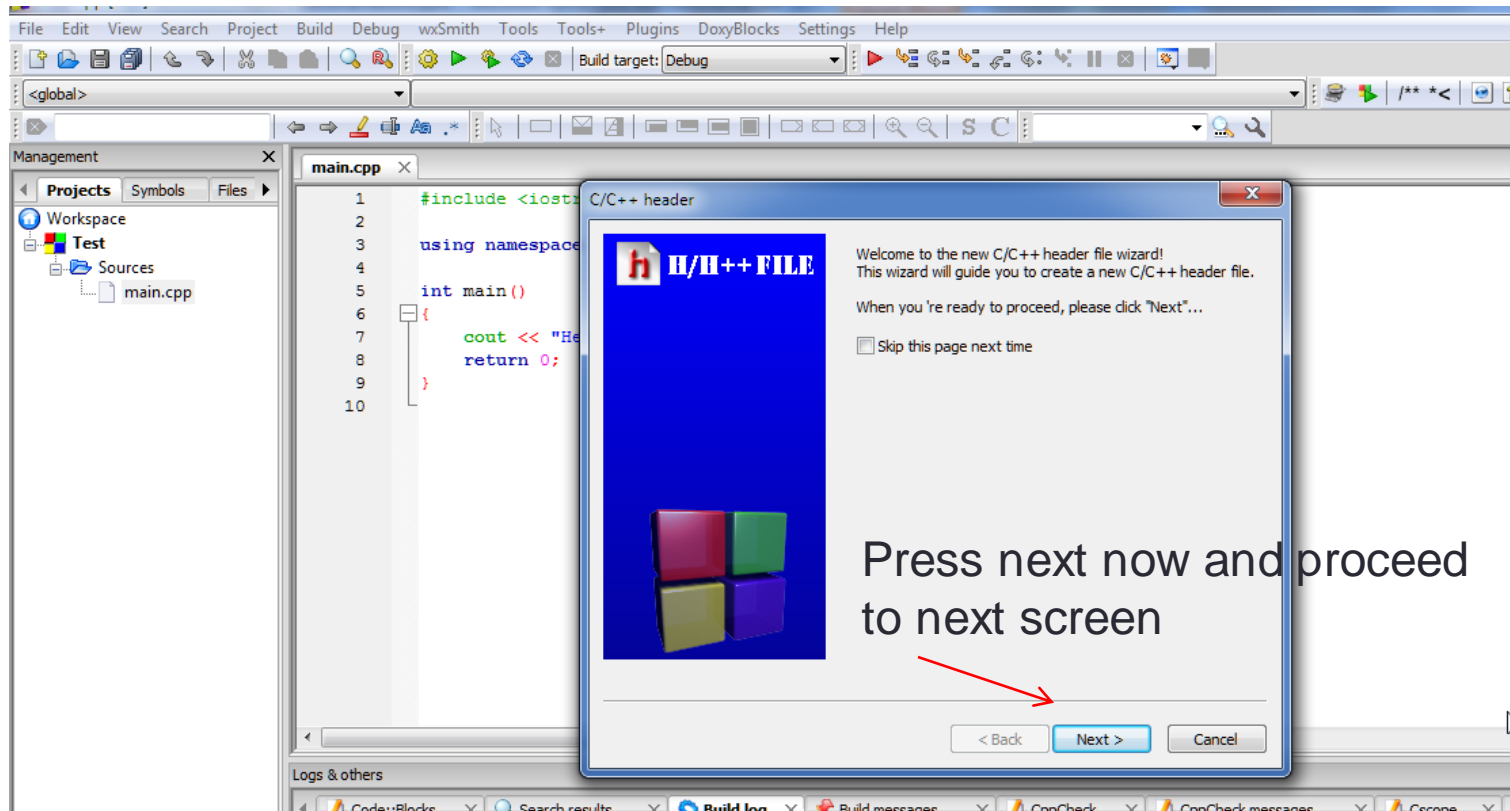 File Edit View Search Project Build Debug wxSmith Tools Tools+ Plugins DoxyBlocks Settings Help
Build target: Debug
<global>
/** *<
S C
Management
main.cpp
Projects Symbols Files
Workspace
Test
Sources
main.cpp
1 #include <iost
2
3 using namespace
4
5 int main()
6 {
7 cout << "He
8 return 0;
9 }
10
C/C++ header
H/H++ FILE
Welcome to the new C/C++ header file wizard!
This wizard will guide you to create a new C/C++ header file.
When you 're ready to proceed, please click "Next"...
Skip this page next time
Press next now and proceed
to next screen
< Back Next > Cancel
Logs & others
Code::Blocks Search results Build log Build messages CppCheck CppCheck messages Cscope